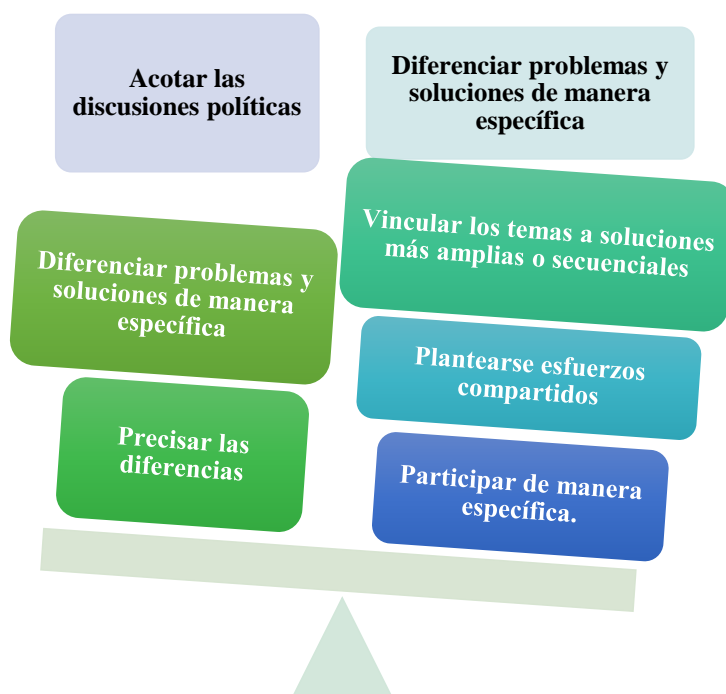 Acotar las
discusiones políticas
Diferenciar problemas y
soluciones de manera
específica
Diferenciar problemas y
soluciones de manera
específica
Precisar las
diferencias
Vincular los temas a soluciones
más amplias o secuenciales
Plantearse esfuerzos
compartidos
Participar de manera
específica.